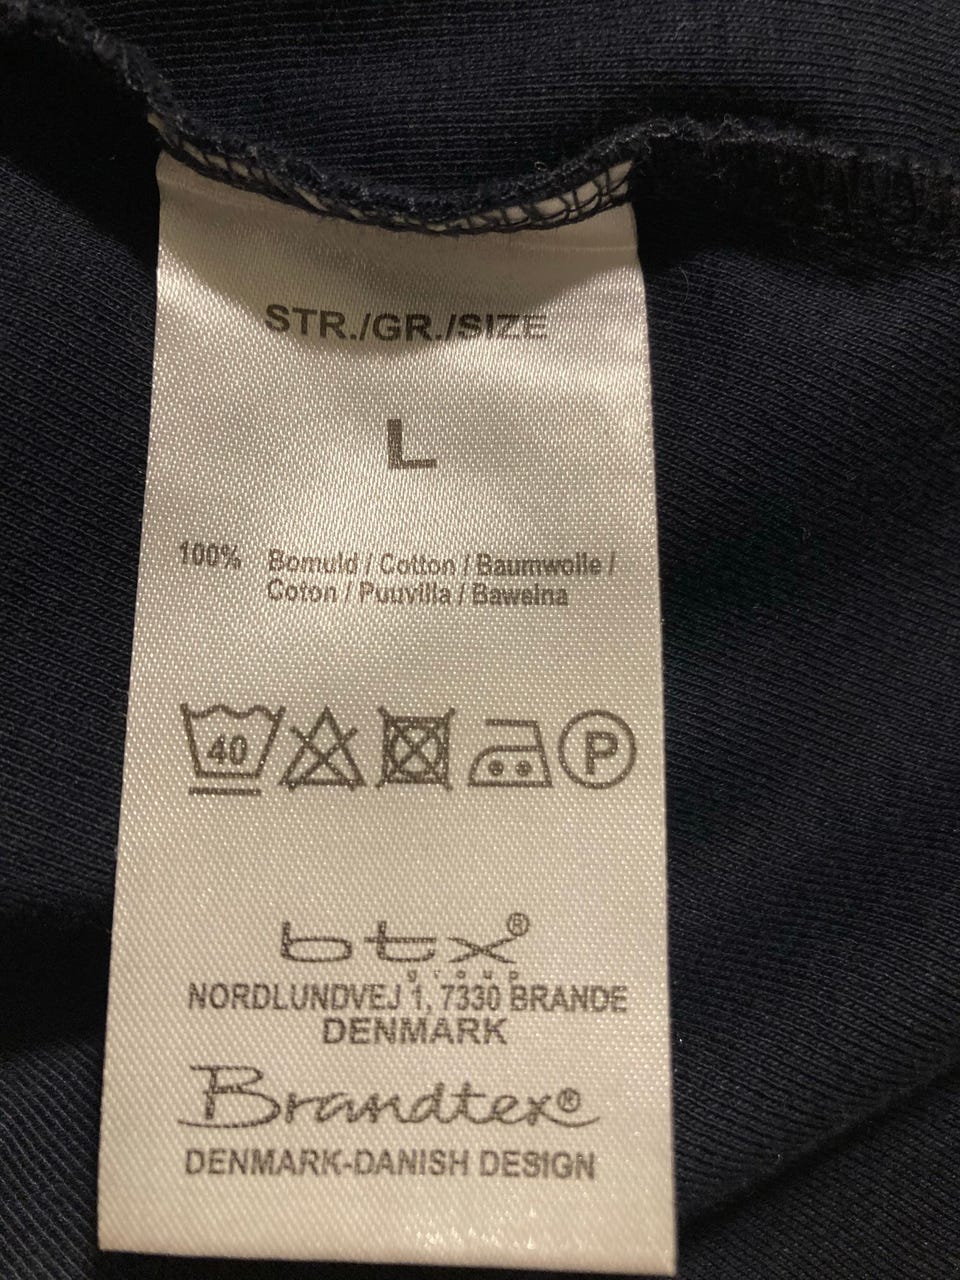 STR./GR./SIZE
L
100% Bomuld / Cotton / Baumwolle /
Coton / Puuvilla / Bawelna
40 P
btx®
group
NORDLUNDVEJ 1, 7330 BRANDE
DENMARK
Brandtex®
DENMARK-DANISH DESIGN